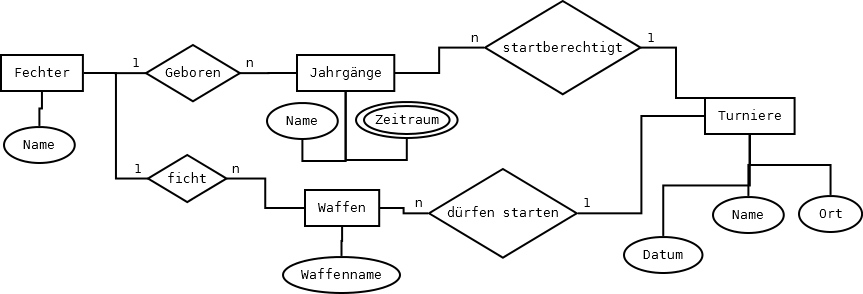 n
1
startberechtigt
1
n
Fechter
Geboren
Jahrgänge
Name
Zeitraum
Turniere
Name
1
n
ficht
Waffen
n
dürfen starten
1
Name
Ort
Datum
Waffenname